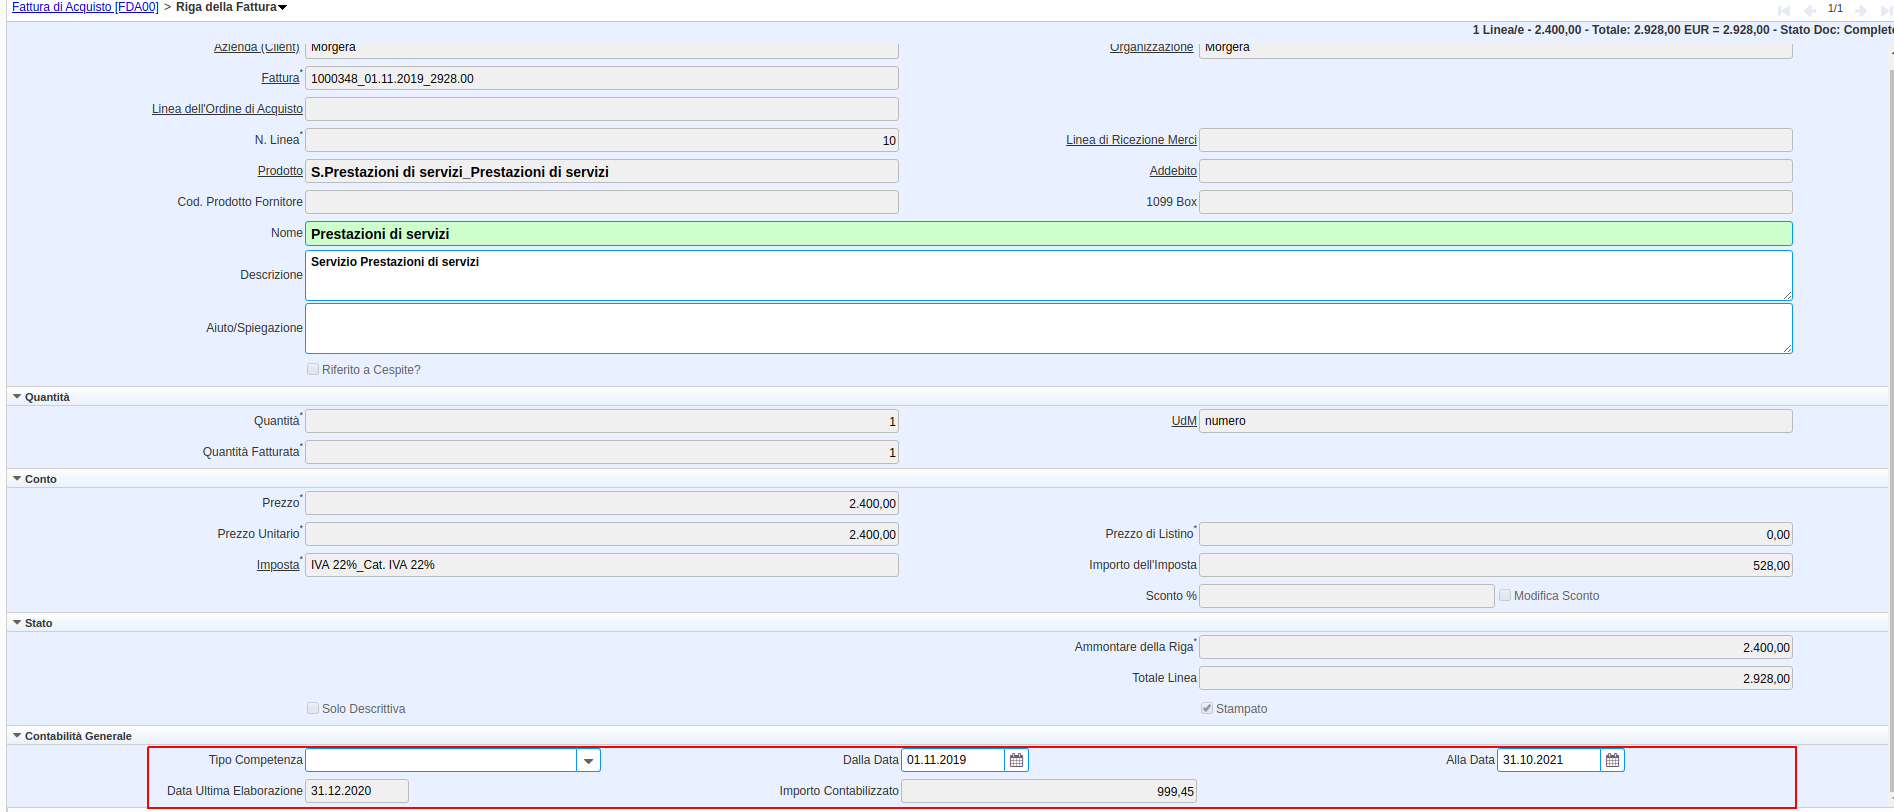 Fattura di Acquisto [FDA00] > Riga della Fattura
1/1
1 Linea/e - 2.400,00 - Totale: 2.928,00 EUR = 2.928,00 - Stato Doc: Complet
Azienda (Client) Morgera Organizzazione Morgera
Fattura* 1000348_01.11.2019_2928.00
Linea dell'Ordine di Acquisto
N. Linea* 10 Linea di Ricezione Merci
Prodotto S.Prestazioni di servizi_Prestazioni di servizi Addebito
Cod. Prodotto Fornitore 1099 Box
Nome Prestazioni di servizi
Descrizione Servizio Prestazioni di servizi
Aiuto/Spiegazione
Riferito a Cespite?
Quantità
Quantità* 1 UdM numero
Quantità Fatturata* 1
Conto
Prezzo* 2.400,00
Prezzo Unitario* 2.400,00 Prezzo di Listino* 0,00
Imposta* IVA 22%_Cat. IVA 22% Importo dell'Imposta 528,00
Sconto % Modifica Sconto
Stato
Ammontare della Riga* 2.400,00
Totale Linea 2.928,00
Solo Descrittiva Stampato
Contabilità Generale
Tipo Competenza Dalla Data 01.11.2019 Alla Data 31.10.2021
Data Ultima Elaborazione 31.12.2020 Importo Contabilizzato 999,45